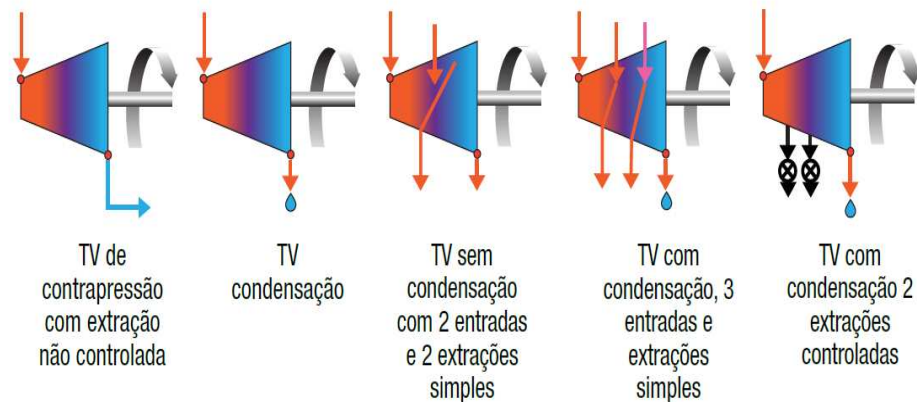 TV de
contrapressão
com extração
não controlada
TV
condensação
TV sem
condensação
com 2 entradas
e 2 extrações
simples
TV com
condensação, 3
entradas e
extrações
simples
TV com
condensação 2
extrações
controladas